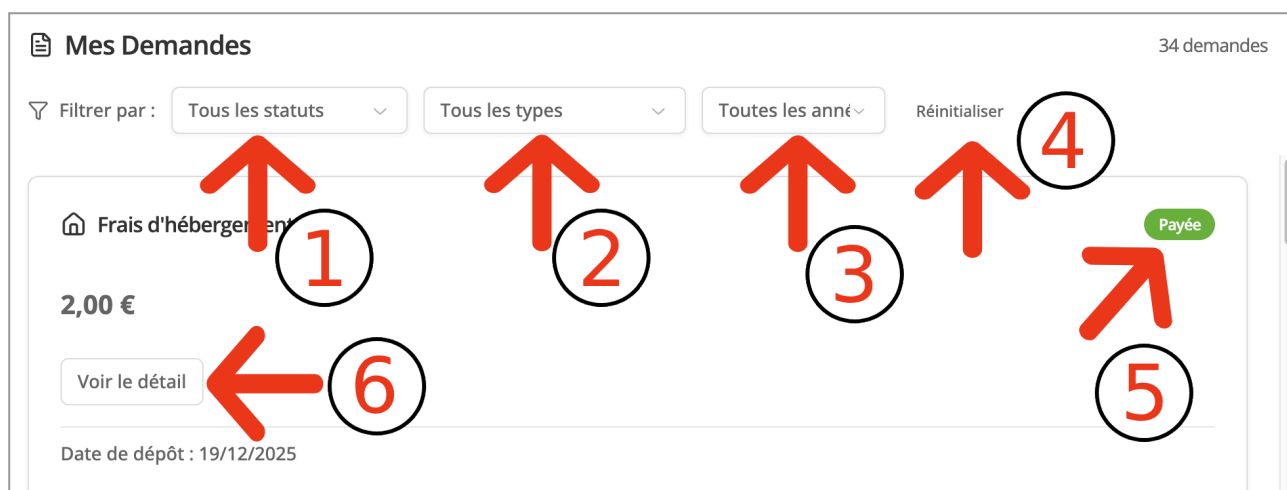 Mes Demandes
34 demandes
Filtrer par :
Tous les statuts
Tous les types
Toutes les anné
Réinitialiser
4
Frais d'hébergement
Payée
1
2
3
2,00 €
Voir le détail
6
5
Date de dépôt : 19/12/2025